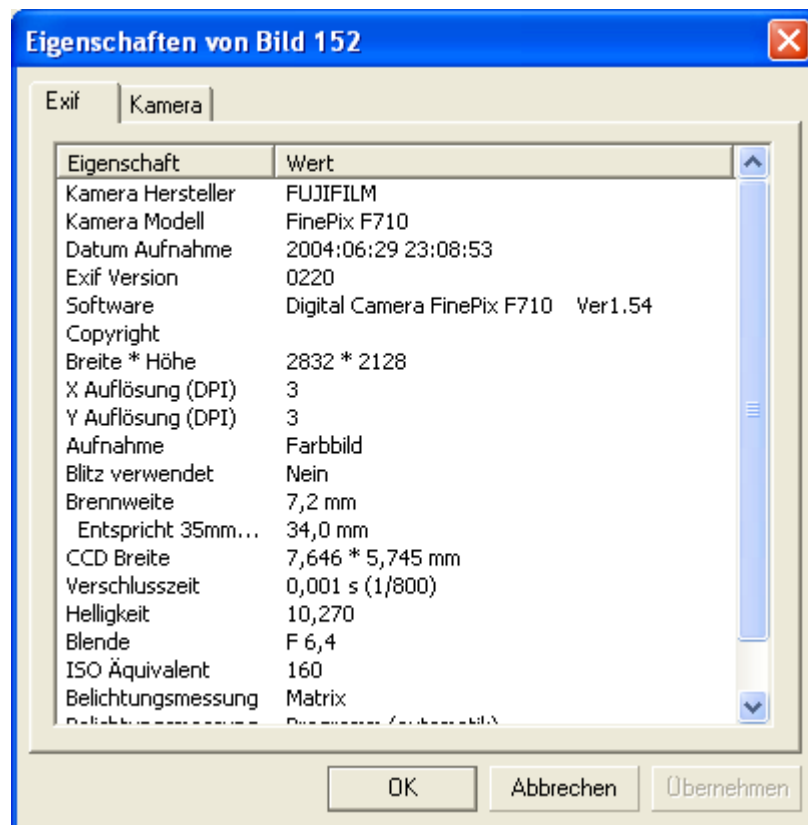 Eigenschaften von Bild 152
Exif Kamera
Eigenschaft Wert
Kamera Hersteller FUJIFILM
Kamera Modell FinePix F710
Datum Aufnahme 2004:06:29 23:08:53
Exif Version 0220
Software Digital Camera FinePix F710 Ver1.54
Copyright
Breite * Höhe 2832 * 2128
X Auflösung (DPI) 3
Y Auflösung (DPI) 3
Aufnahme Farbbild
Blitz verwendet Nein
Brennweite 7,2 mm
Entspricht 35mm... 34,0 mm
CCD Breite 7,646 * 5,745 mm
Verschlusszeit 0,001 s (1/800)
Helligkeit 10,270
Blende F 6,4
ISO Äquivalent 160
Belichtungsmessung Matrix
OK Abbrechen Übernehmen